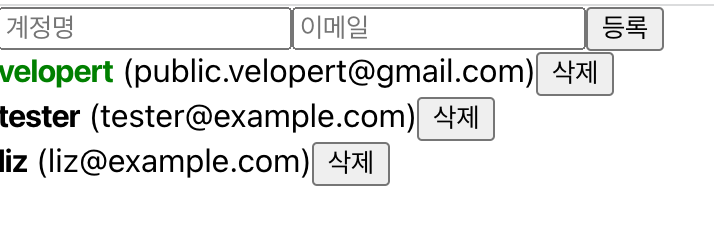 계정명 이메일 등록
velopert (public.velopert@gmail.com) 삭제
tester (tester@example.com) 삭제
liz (liz@example.com) 삭제